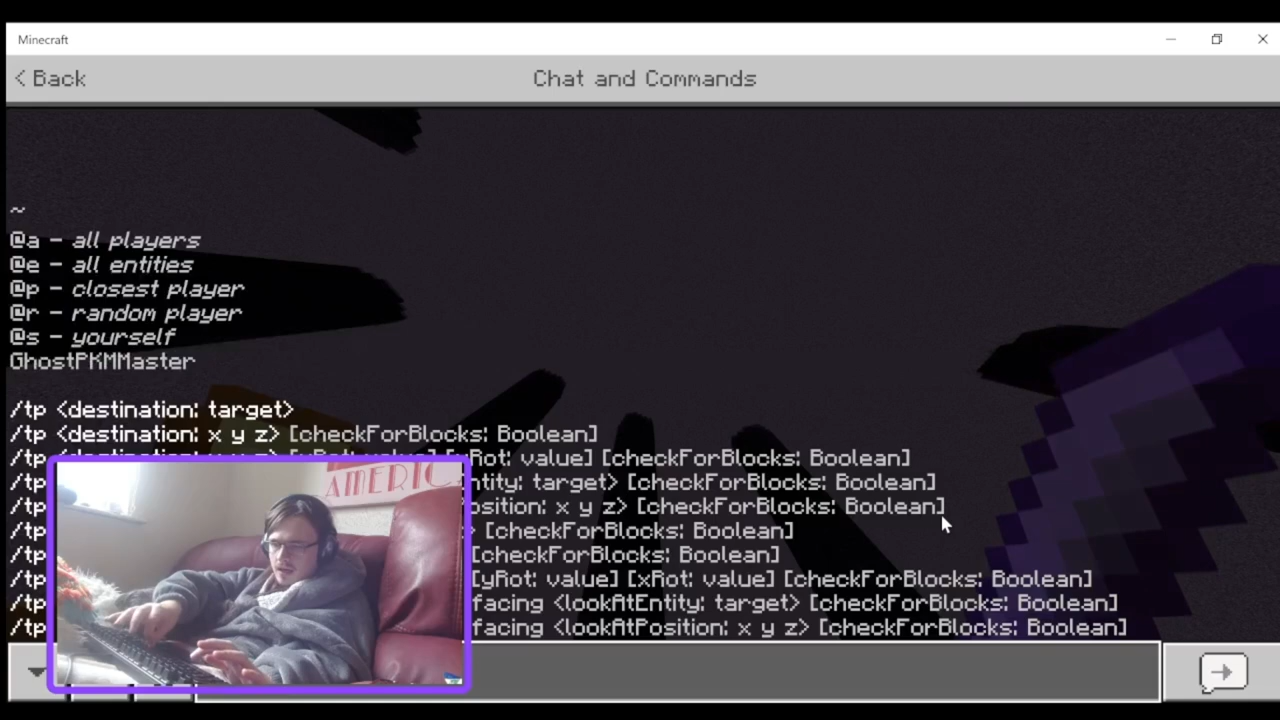 Minecraft
< Back
Chat and Commands
~
@a - all players
@e - all entities
@p - closest player
@r - random player
@s - yourself
GhostPKMMaster
/tp <destination: target>
/tp <destination: x y z> [checkForBlocks: Boolean]
/tp value] [checkForBlocks: Boolean]
/tp target> [checkForBlocks: Boolean]
/tp x y z> [checkForBlocks: Boolean]
/tp [checkForBlocks: Boolean]
/tp [checkForBlocks: Boolean]
/tp [yRot: value] [xRot: value] [checkForBlocks: Boolean]
/tp facing <lookAtEntity: target> [checkForBlocks: Boolean]
/tp facing <lookAtPosition: x y z> [checkForBlocks: Boolean]
AMERIC